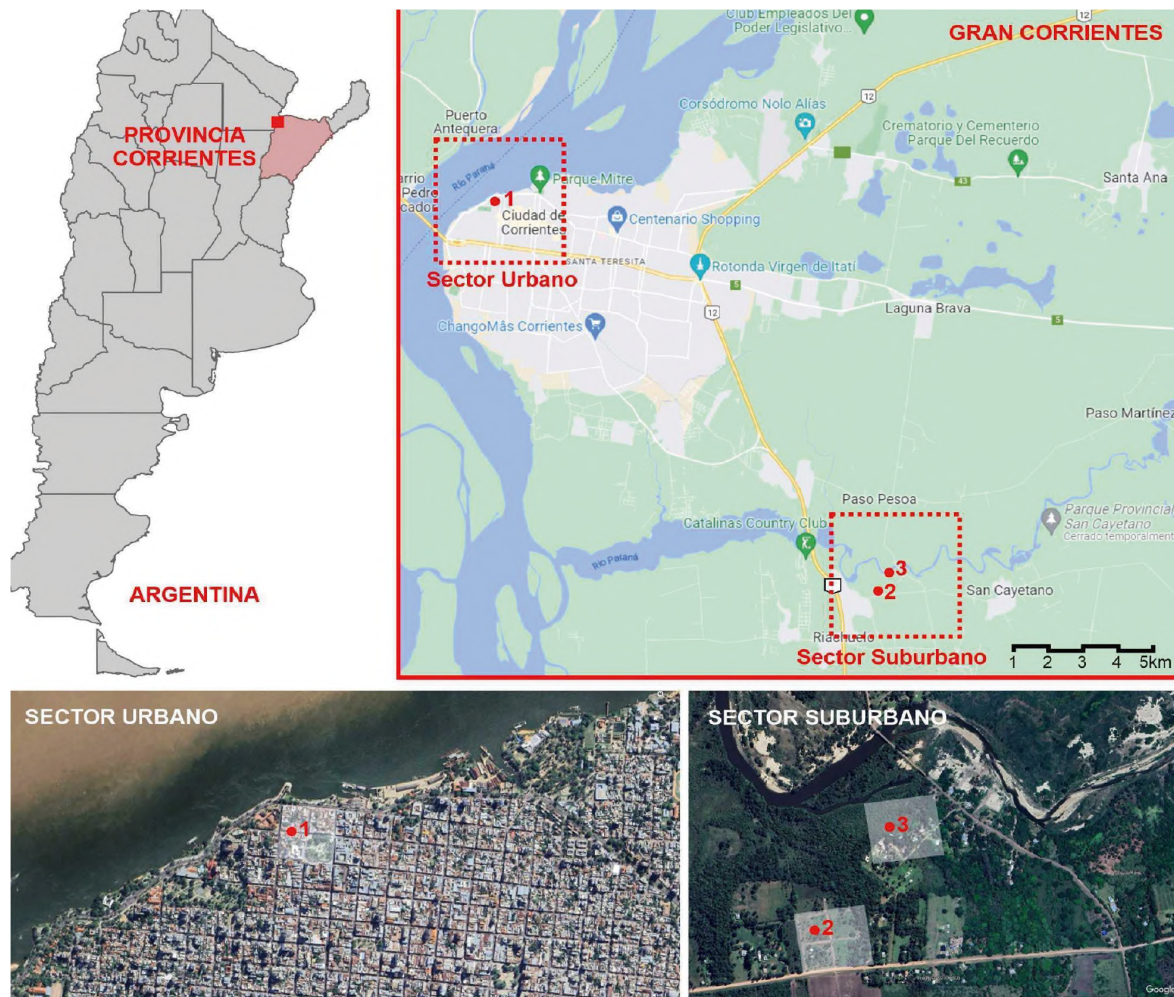 PROVINCIA
CORRIENTES
ARGENTINA
GRAN CORRIENTES
Club Empleados Del
Poder Legislativo...
12
Corsódromo Nolo Alías
Puerto
Antequera
Crematorio y Cementerio
Parque Del Recuerdo
Río Paraná
arrio
Pedro
cador
Parque Mitre
43
Santa Ana
1
Ciudad de
Corrientes
Centenario Shopping
SANTA TERESITA
Rotonda Virgen de Itatí
Sector Urbano
5
Laguna Brava
12
5
ChangoMás Corrientes
Paso Martínez
Paso Pesoa
Catalinas Country Club
Parque Provincial
San Cayetano
Cerrado temporalment
Río Paraná
3
2
San Cayetano
Riachuelo
Sector Suburbano
1 2 3 4 5km
SECTOR URBANO
1
SECTOR SUBURBANO
3
2
Google